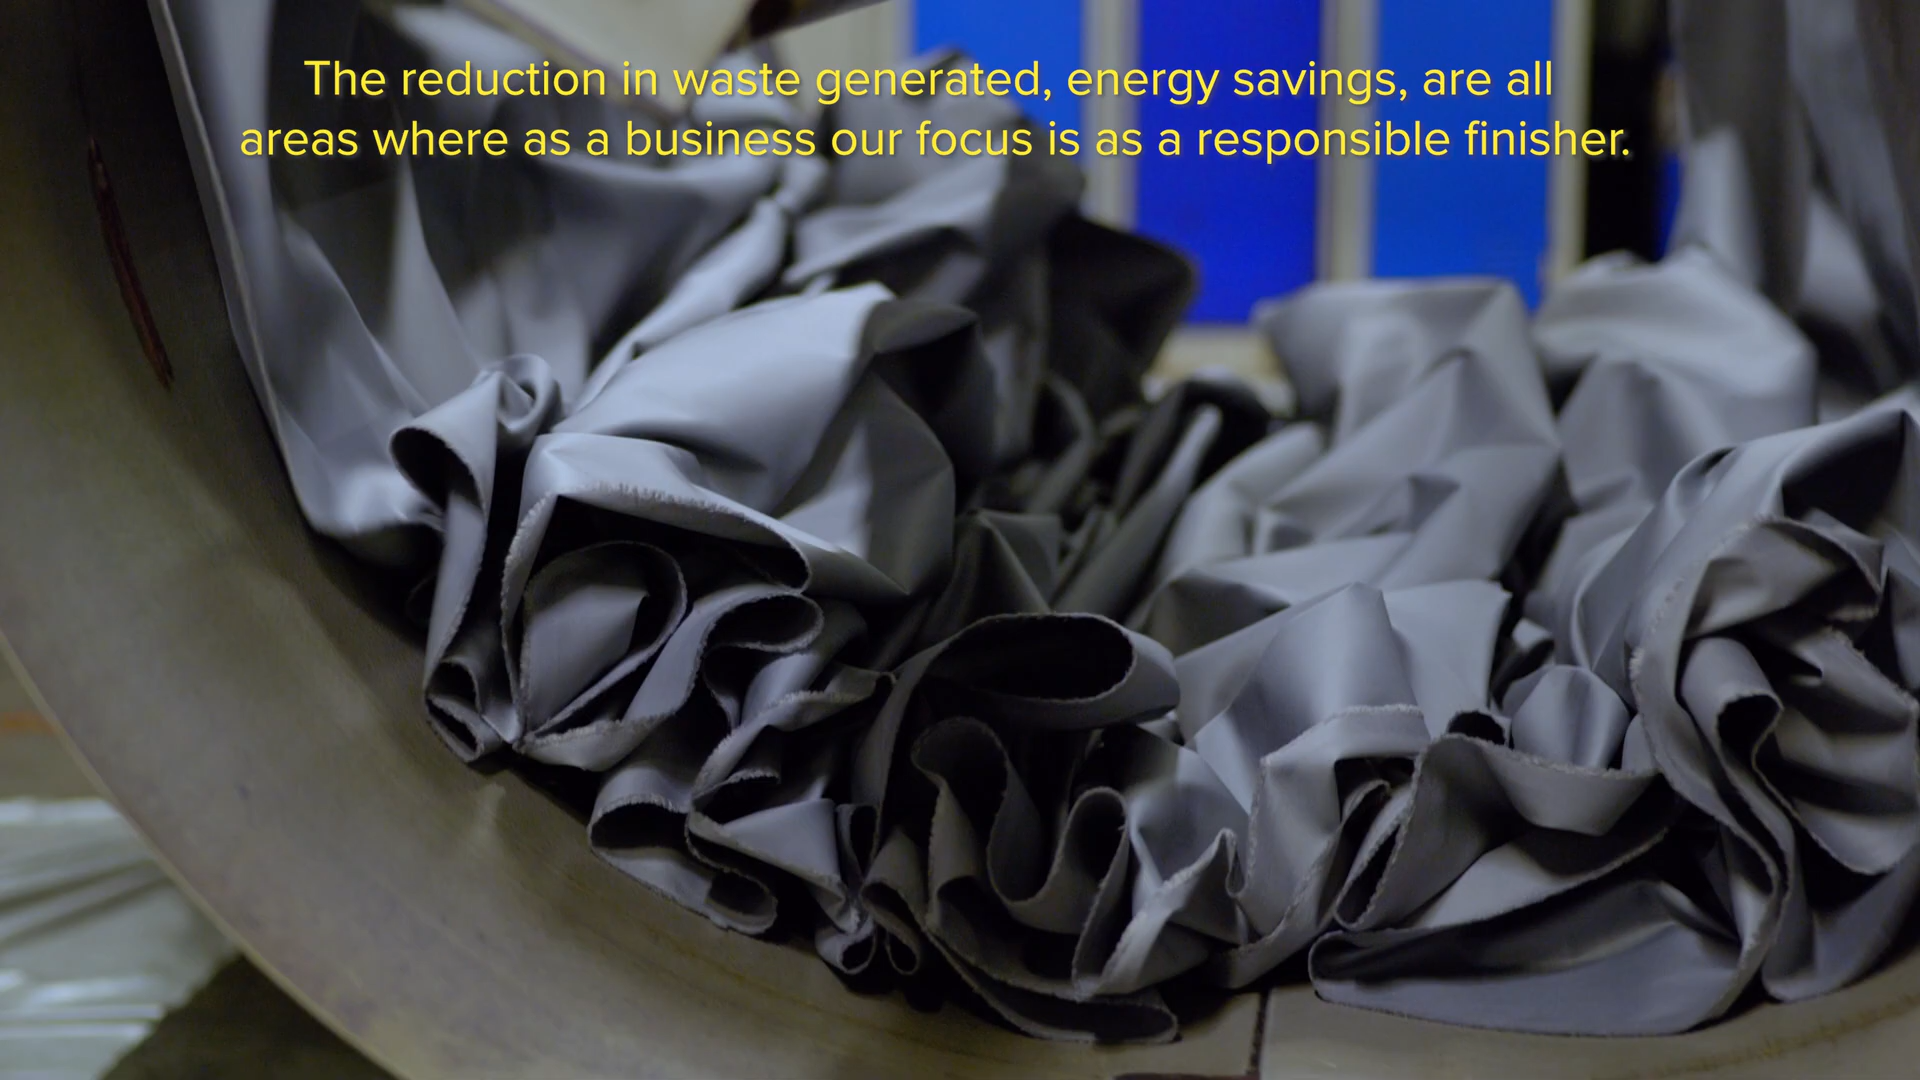 The reduction in waste generated, energy savings, are all
areas where as a business our focus is as a responsible finisher.